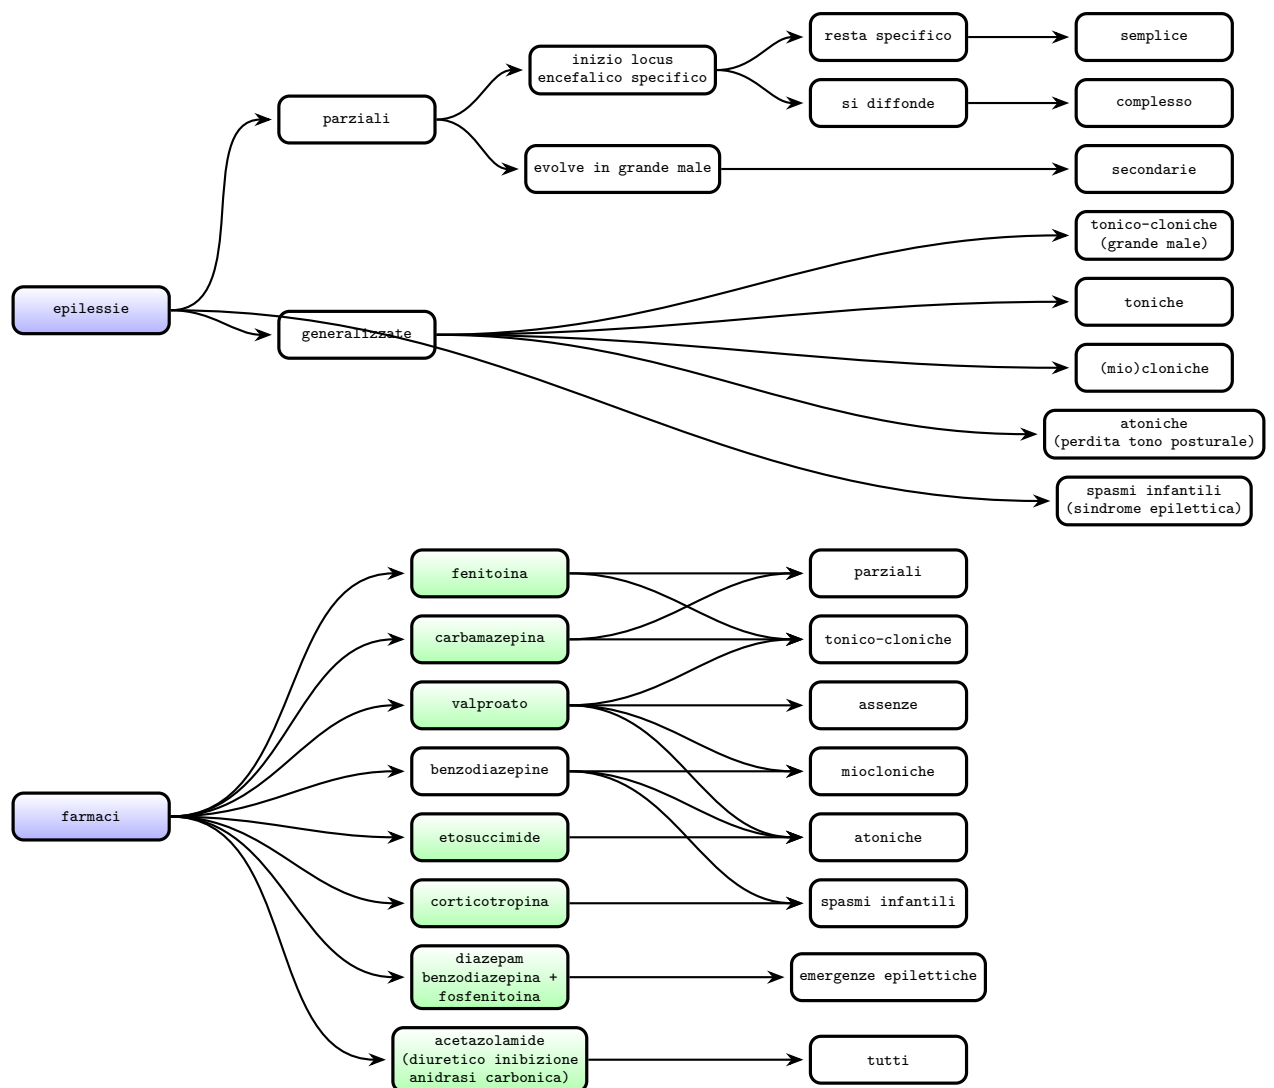 resta specifico
semplice
inizio locus
encefalico specifico
si diffonde
complesso
parziali
evolve in grande male
secondarie
tonico-cloniche
(grande male)
epilessie
toniche
generalizzate
(mio)cloniche
atoniche
(perdita tono posturale)
spasmi infantili
(sindrome epilettica)
fenitoina
parziali
carbamazepina
tonico-cloniche
valproato
assenze
benzodiazepine
miocloniche
farmaci
etosuccimide
atoniche
corticotropina
spasmi infantili
diazepam
benzodiazepina +
fosfenitoina
emergenze epilettiche
acetazolamide
(diuretico inibizione
anidrasi carbonica)
tutti